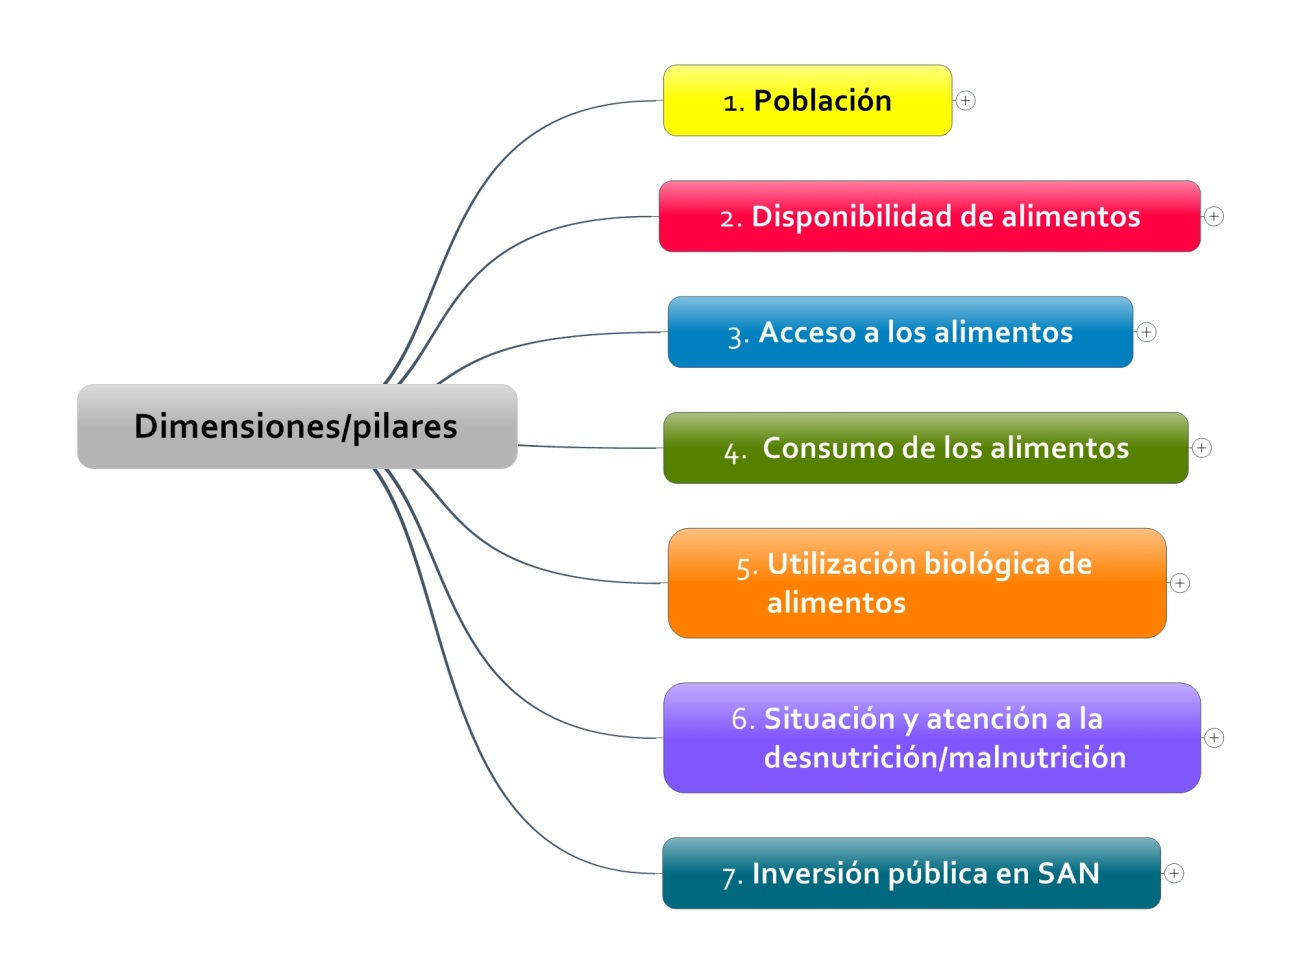 1. Población
2. Disponibilidad de alimentos
3. Acceso a los alimentos
Dimensiones/pilares
4. Consumo de los alimentos
5. Utilización biológica de
alimentos
6. Situación y atención a la
desnutrición/malnutrición
7. Inversión pública en SAN